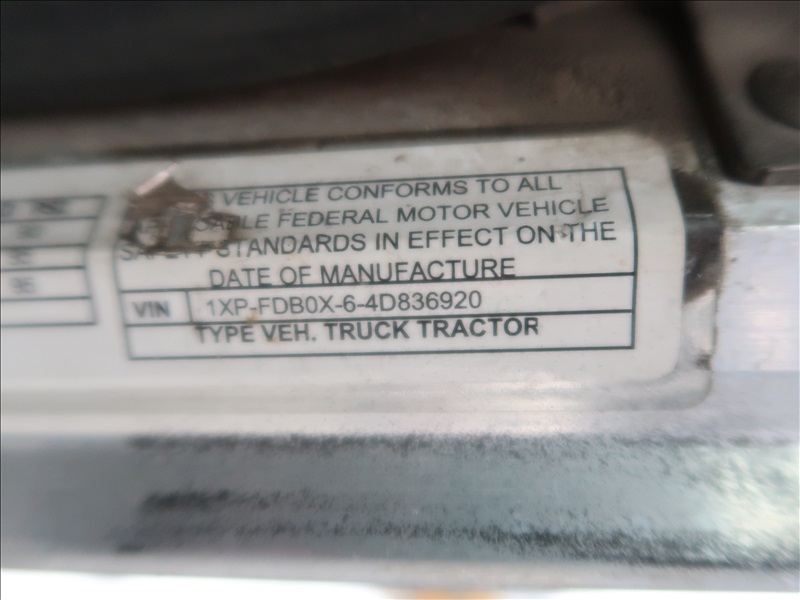 VEHICLE CONFORMS TO ALL
FEDERAL MOTOR VEHICLE
STANDARDS IN EFFECT ON THE
DATE OF MANUFACTURE
VIN 1XP-FDB0X-6-4D836920
TYPE VEH. TRUCK TRACTOR